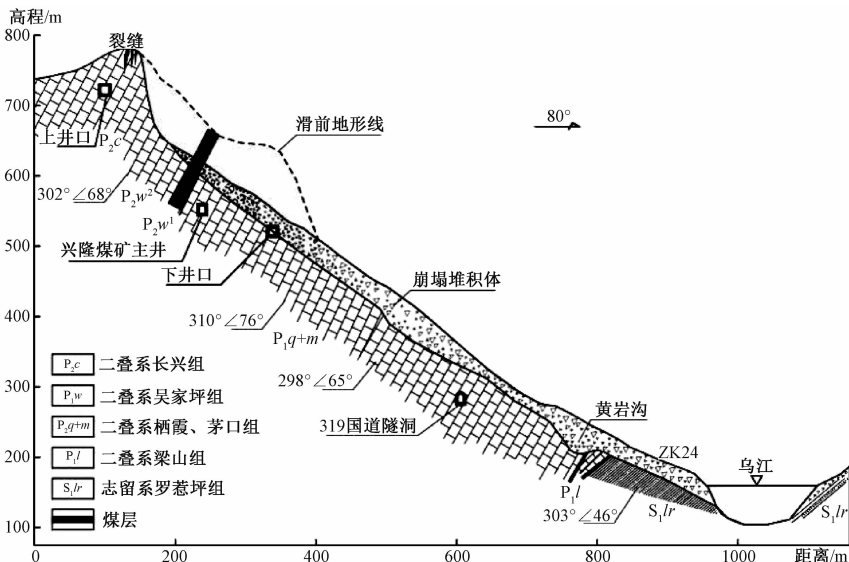 高程/m
800
700
600
500
400
300
200
100
裂缝
上井口
P₂c
滑前地形线
80°
302°∠68°
P₂w²
P₂w¹
兴隆煤矿主井
下井口
崩塌堆积体
310°∠76°
P₁q+m
298°∠65°
319国道隧洞
黄岩沟
ZK24
乌江
P₁l
303°∠46°
S₁lr
S₁lr
P₂c 二叠系长兴组
P₁w 二叠系吴家坪组
P₂q+m 二叠系栖霞、茅口组
P₁l 二叠系梁山组
S₁lr 志留系罗惹坪组
煤层
0 200 400 600 800 1000 距离/m